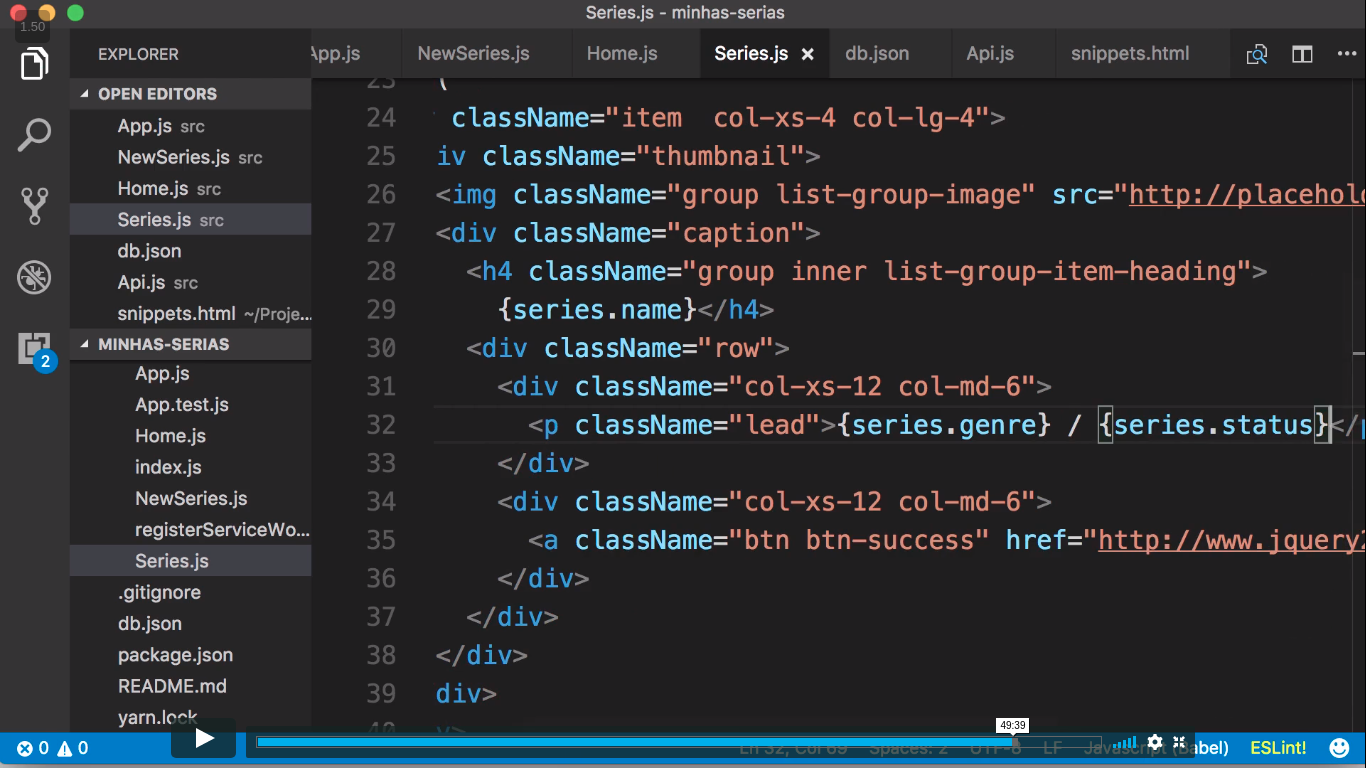 Series.js - minhas-serias
1.50
EXPLORER
App.js NewSeries.js Home.js Series.js × db.json Api.js snippets.html
OPEN EDITORS
App.js src
NewSeries.js src
Home.js src
Series.js src
db.json
Api.js src
snippets.html ~/Proje...
MINHAS-SERIAS
App.js
App.test.js
Home.js
index.js
NewSeries.js
registerServiceWo...
Series.js
.gitignore
db.json
package.json
README.md
yarn.lock
2
23 (
24 className="item  col-xs-4 col-lg-4">
25 iv className="thumbnail">
26 <img className="group list-group-image" src="http://placehol
27 <div className="caption">
28 <h4 className="group inner list-group-item-heading">
29 {series.name}</h4>
30 <div className="row">
31 <div className="col-xs-12 col-md-6">
32 <p className="lead">{series.genre} / {series.status}</p
33 </div>
34 <div className="col-xs-12 col-md-6">
35 <a className="btn btn-success" href="http://www.jquery2
36 </div>
37 </div>
38 </div>
39 div>
40
49:39
0 0 Ln 32, Col 69 Spaces: 2 UTF-8 LF Javascript (Babel) ESLint!